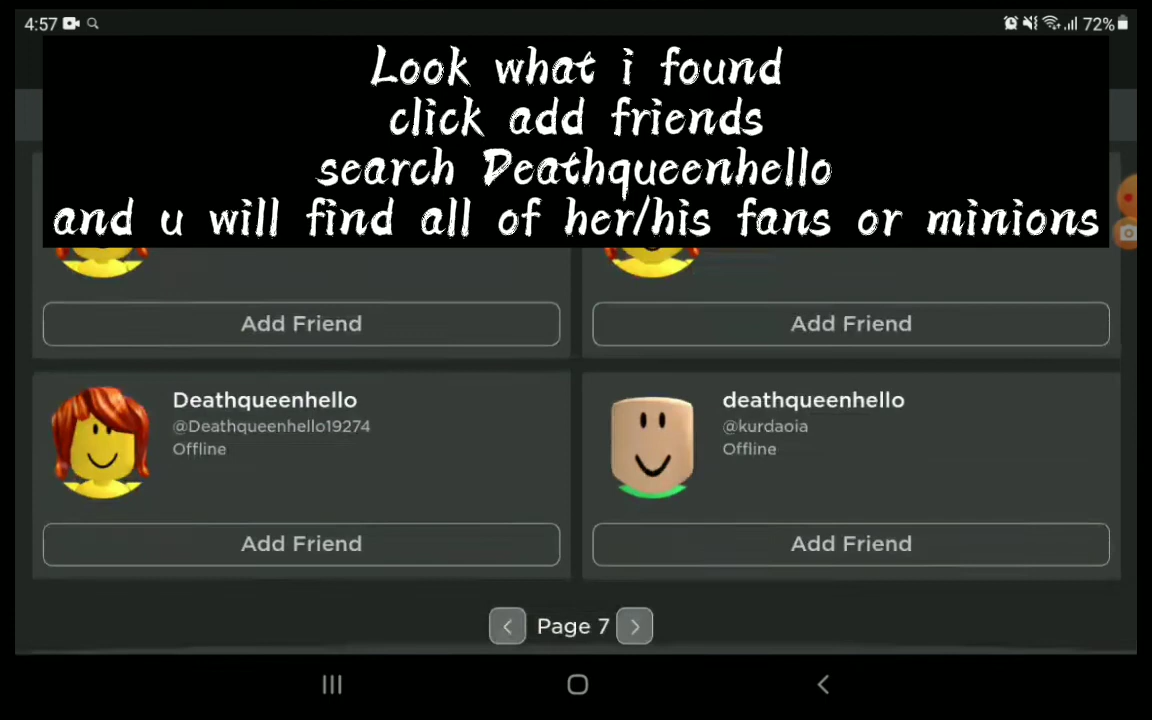 4:57 72%
Look what i found
click add friends
search Deathqueenhello
and u will find all of her/his fans or minions
Add Friend Add Friend
Deathqueenhello deathqueenhello
@Deathqueenhello19274 @kurdaoia
Offline Offline
Add Friend Add Friend
Page 7